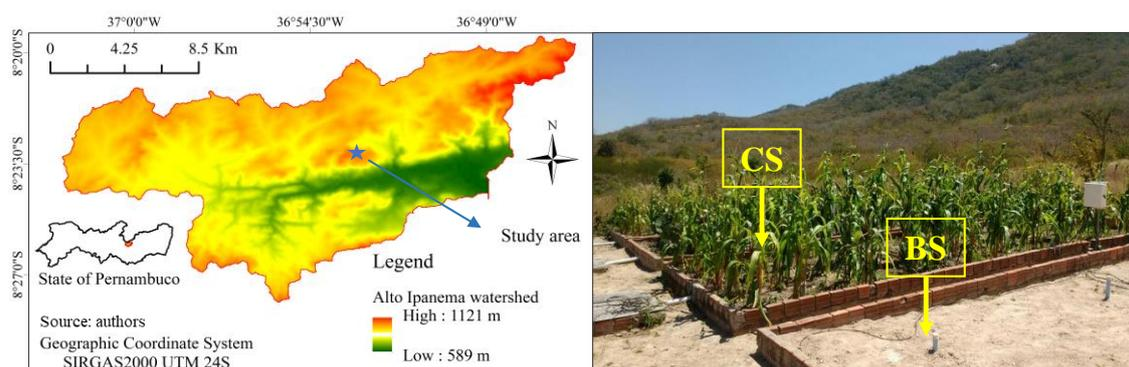 37°0'0"W
36°54'30"W
36°49'0"W
8°20'0"S
8°23'30"S
8°27'0"S
0 4.25 8.5 Km
N
Study area
State of Pernambuco
Legend
Alto Ipanema watershed
High : 1121 m
Low : 589 m
Source: authors
Geographic Coordinate System
SIRGAS2000 UTM 24S
CS
BS